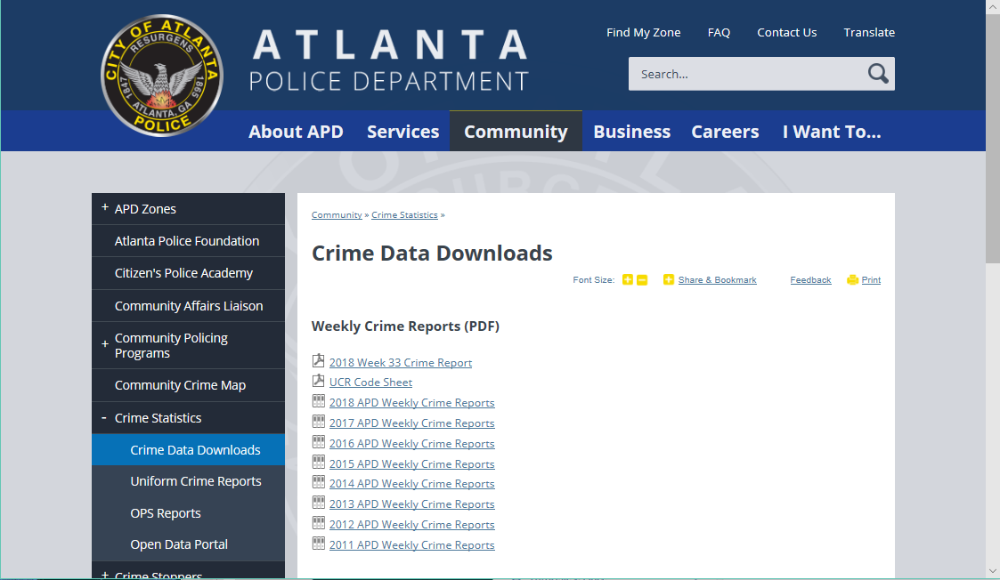 CITY OF ATLANTA
RESURGENS
1847 1865
ATLANTA, GA
POLICE
ATLANTA
POLICE DEPARTMENT
Find My Zone FAQ Contact Us Translate
Search...
About APD Services Community Business Careers I Want To...
+ APD Zones
Atlanta Police Foundation
Citizen's Police Academy
Community Affairs Liaison
+ Community Policing
Programs
Community Crime Map
- Crime Statistics
Crime Data Downloads
Uniform Crime Reports
OPS Reports
Open Data Portal
+ Crime Stoppers
Community » Crime Statistics »
Crime Data Downloads
Font Size: + - + Share & Bookmark Feedback Print
Weekly Crime Reports (PDF)
2018 Week 33 Crime Report
UCR Code Sheet
2018 APD Weekly Crime Reports
2017 APD Weekly Crime Reports
2016 APD Weekly Crime Reports
2015 APD Weekly Crime Reports
2014 APD Weekly Crime Reports
2013 APD Weekly Crime Reports
2012 APD Weekly Crime Reports
2011 APD Weekly Crime Reports